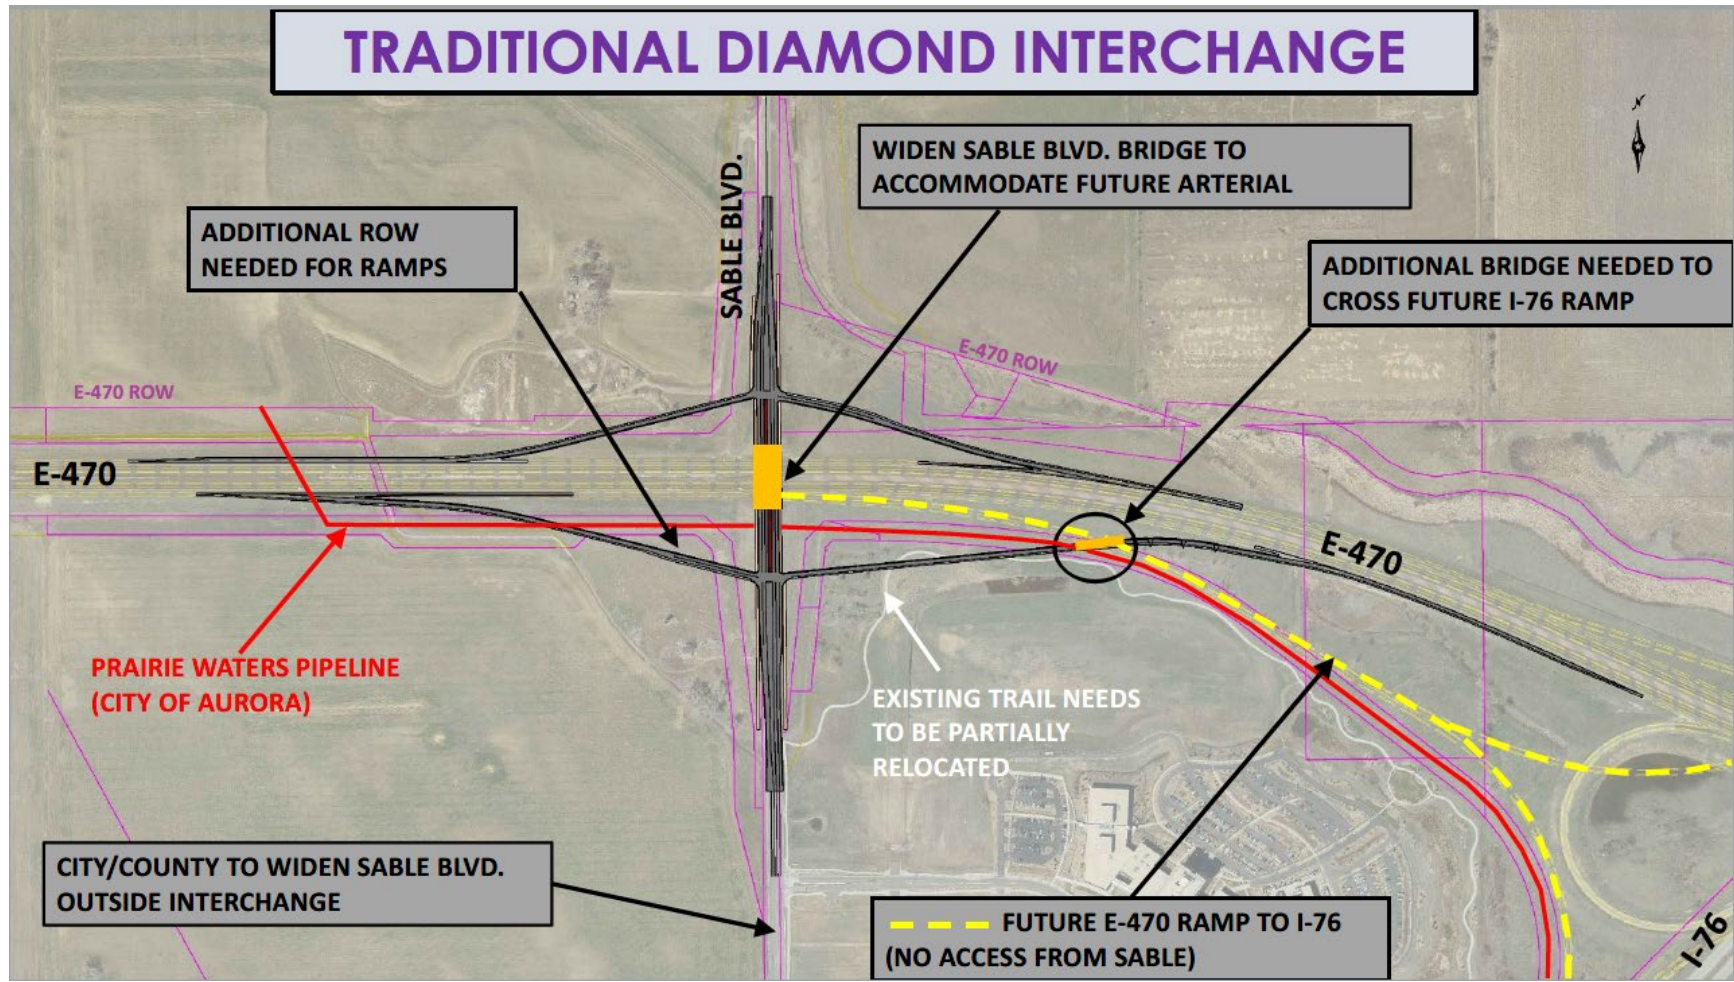 TRADITIONAL DIAMOND INTERCHANGE
N
WIDEN SABLE BLVD. BRIDGE TO
ACCOMMODATE FUTURE ARTERIAL
SABLE BLVD.
ADDITIONAL ROW
NEEDED FOR RAMPS
ADDITIONAL BRIDGE NEEDED TO
CROSS FUTURE I-76 RAMP
E-470 ROW
E-470 ROW
E-470
E-470
PRAIRIE WATERS PIPELINE
(CITY OF AURORA)
EXISTING TRAIL NEEDS
TO BE PARTIALLY
RELOCATED
CITY/COUNTY TO WIDEN SABLE BLVD.
OUTSIDE INTERCHANGE
FUTURE E-470 RAMP TO I-76
(NO ACCESS FROM SABLE)
I-76